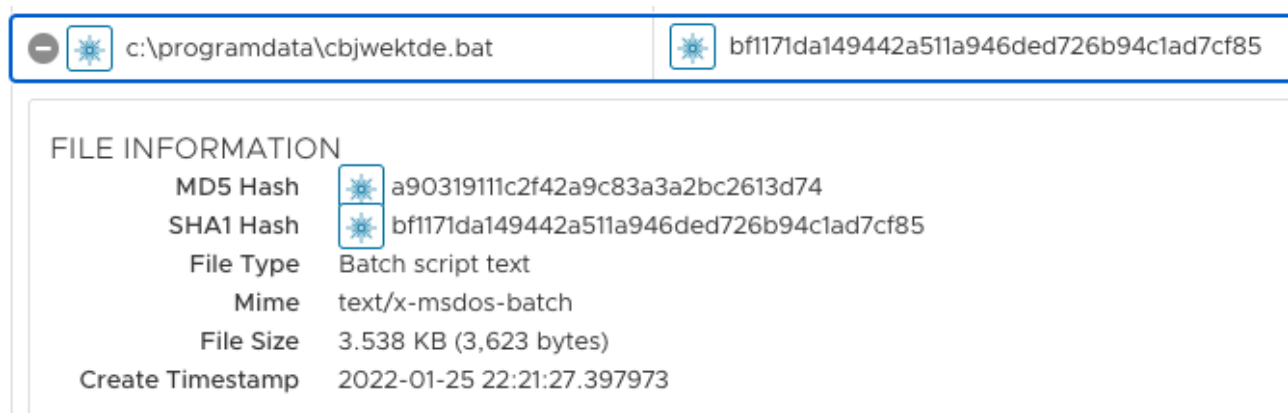 c:\programdata\cbjwektde.bat bf1171da149442a511a946ded726b94c1ad7cf85
FILE INFORMATION
MD5 Hash a90319111c2f42a9c83a3a2bc2613d74
SHA1 Hash bf1171da149442a511a946ded726b94c1ad7cf85
File Type Batch script text
Mime text/x-msdos-batch
File Size 3.538 KB (3,623 bytes)
Create Timestamp 2022-01-25 22:21:27.397973